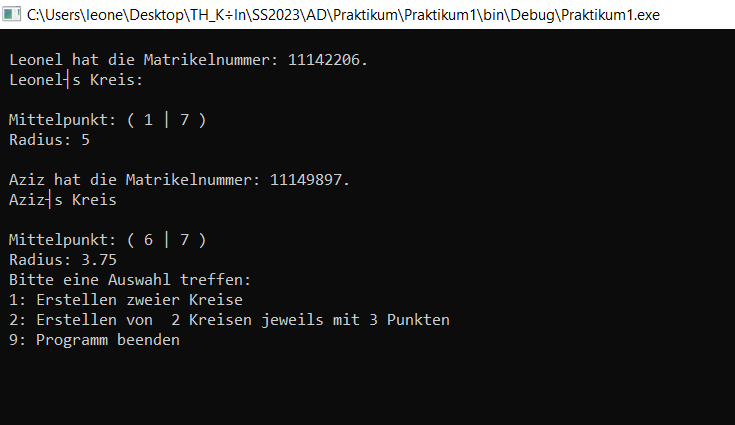 C:\Users\leone\Desktop\TH_K÷ln\SS2023\AD\Praktikum\Praktikum1\bin\Debug\Praktikum1.exe
Leonel hat die Matrikelnummer: 11142206.
Leonel┤s Kreis:
Mittelpunkt: ( 1 | 7 )
Radius: 5
Aziz hat die Matrikelnummer: 11149897.
Aziz┤s Kreis
Mittelpunkt: ( 6 | 7 )
Radius: 3.75
Bitte eine Auswahl treffen:
1: Erstellen zweier Kreise
2: Erstellen von  2 Kreisen jeweils mit 3 Punkten
9: Programm beenden